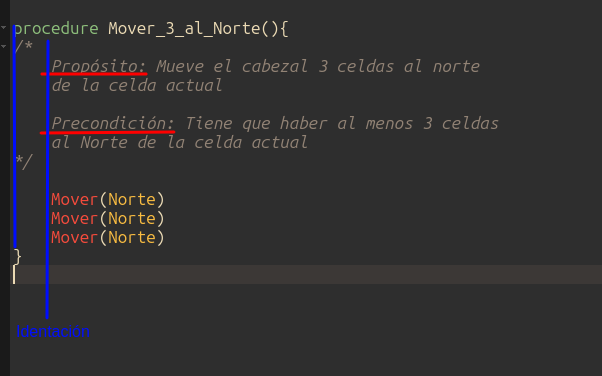 procedure Mover_3_al_Norte(){
/*
Propósito: Mueve el cabezal 3 celdas al norte
de la celda actual
Precondición: Tiene que haber al menos 3 celdas
al Norte de la celda actual
*/
Mover(Norte)
Mover(Norte)
Mover(Norte)
}
Identación